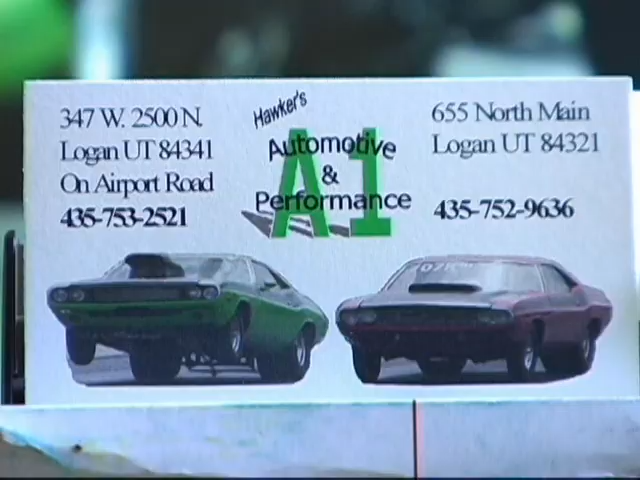 347 W. 2500 N.
Logan UT 84341
On Airport Road
435-753-2521
Hawker's
A1
Automotive
&
Performance
655 North Main
Logan UT 84321
435-752-9636